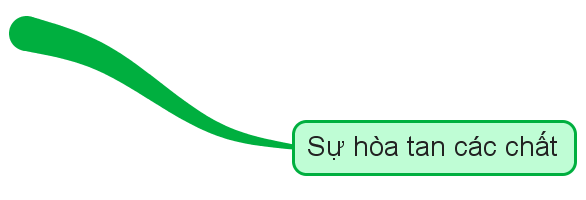 Sự hòa tan các chất